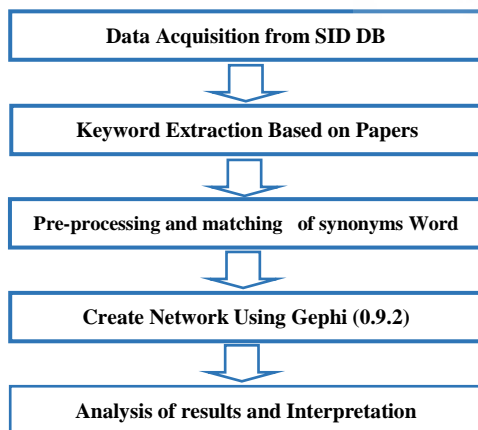 Data Acquisition from SID DB
Keyword Extraction Based on Papers
Pre-processing and matching of synonyms Word
Create Network Using Gephi (0.9.2)
Analysis of results and Interpretation